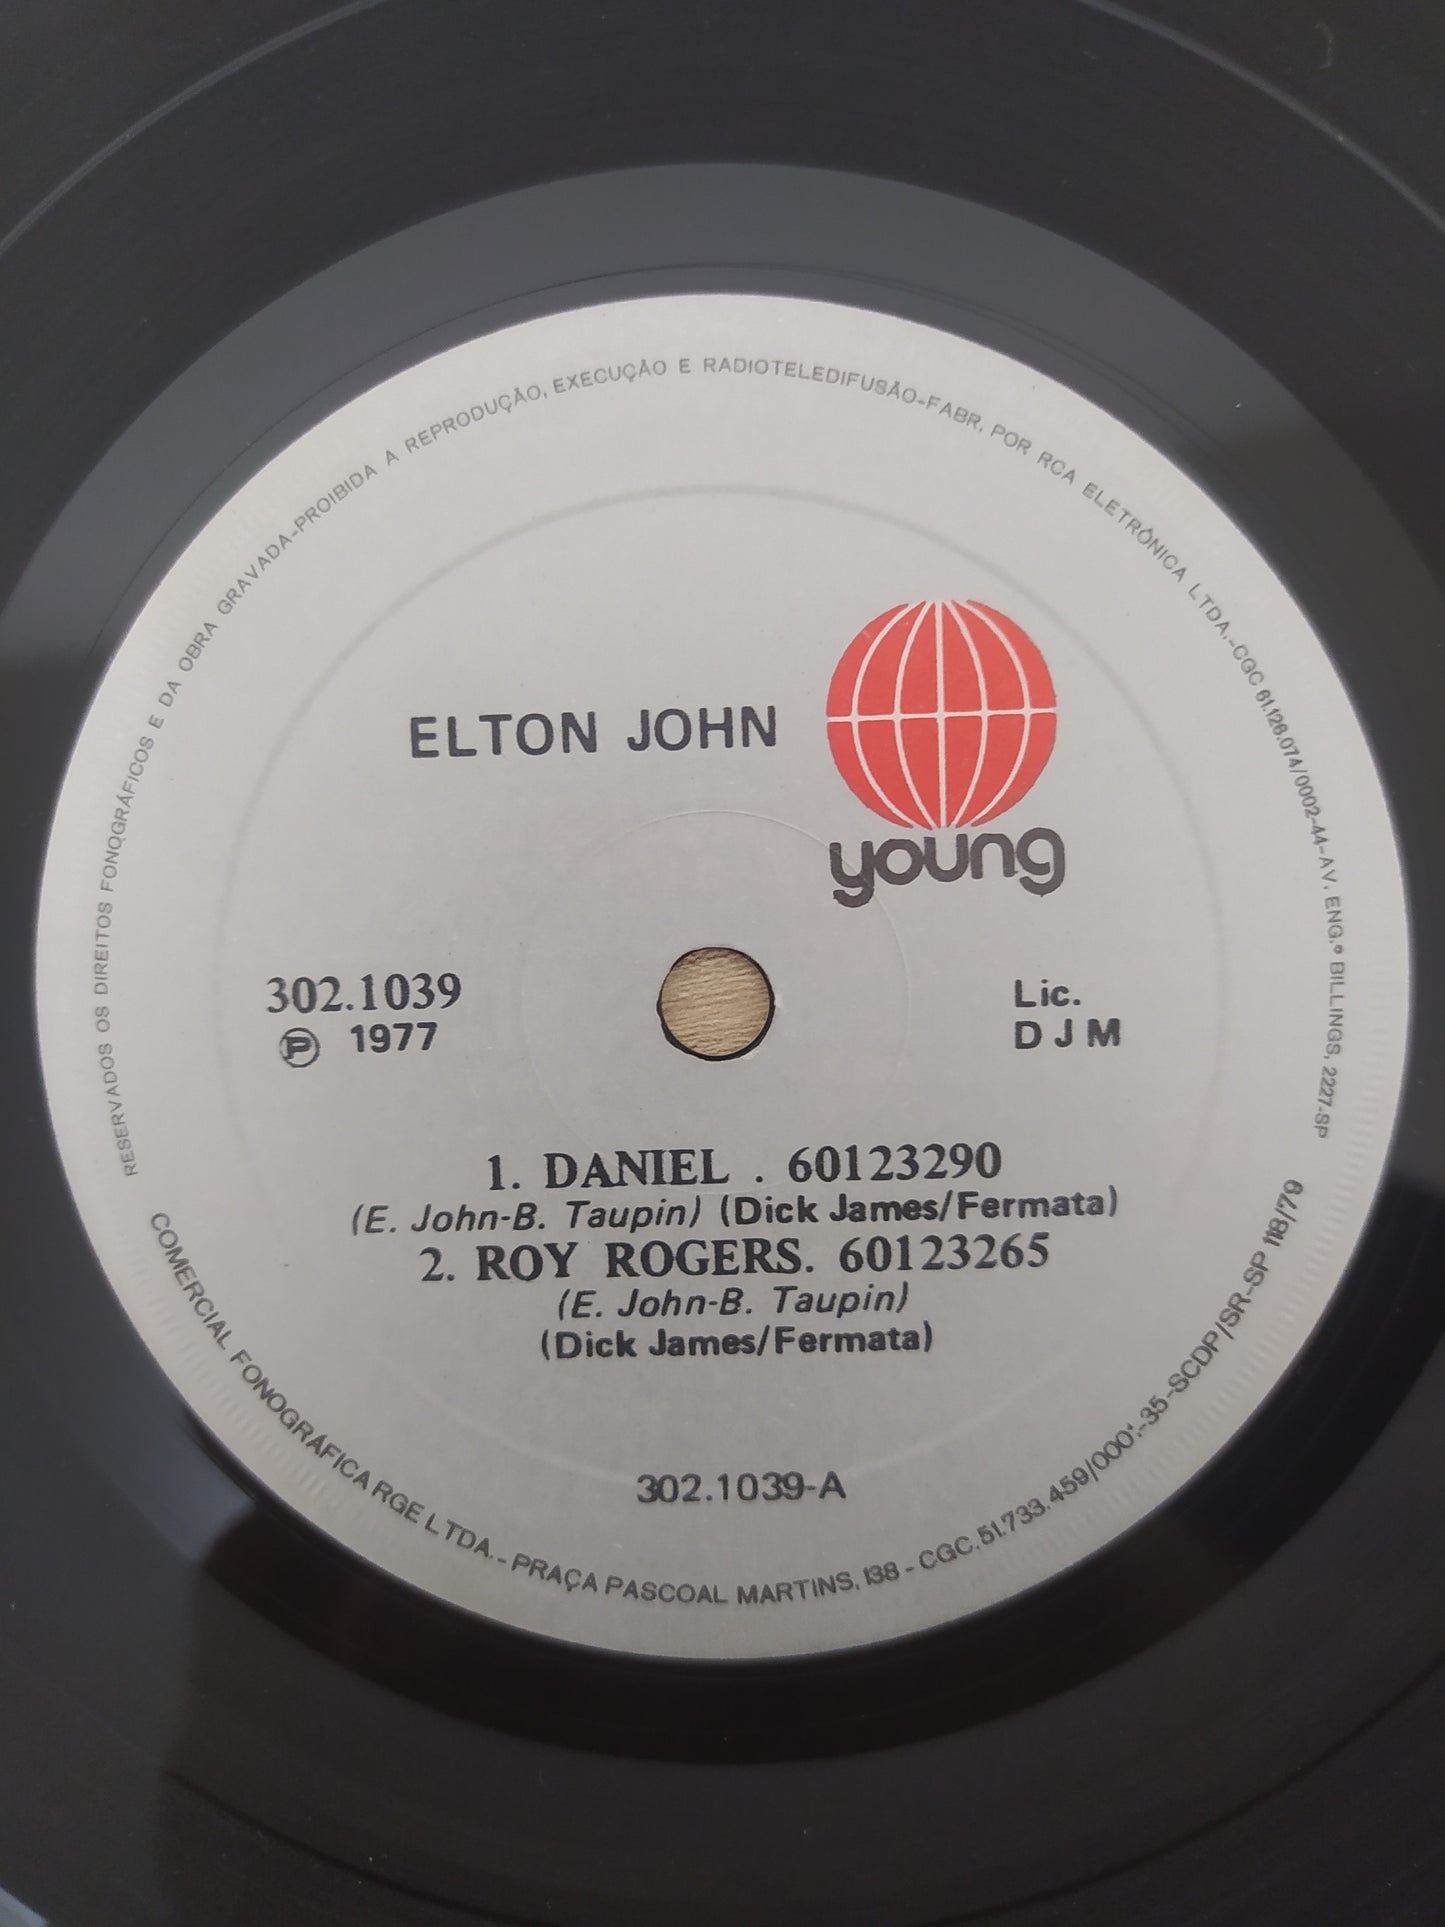 RESERVADOS OS DIREITOS FONOGRÁFICOS E DA OBRA GRAVADA-PROIBIDA A REPRODUÇÃO, EXECUÇÃO E RADIOTELEDIFUSÃO-FABR. POR RCA ELETRÔNICA LTDA.-CGC 61.126.074/0002-44-AV. ENG.º BILLINGS, 2227-SP
ELTON JOHN
young
302.1039
Ⓟ 1977
Lic.
D J M
1. DANIEL . 60123290
(E. John-B. Taupin) (Dick James/Fermata)
2. ROY ROGERS. 60123265
(E. John-B. Taupin)
(Dick James/Fermata)
302.1039-A
COMERCIAL FONOGRÁFICA RGE LTDA. - PRAÇA PASCOAL MARTINS, 138 - CGC. 51.733.459/000 -35-SCDP/SR-SP 118/79